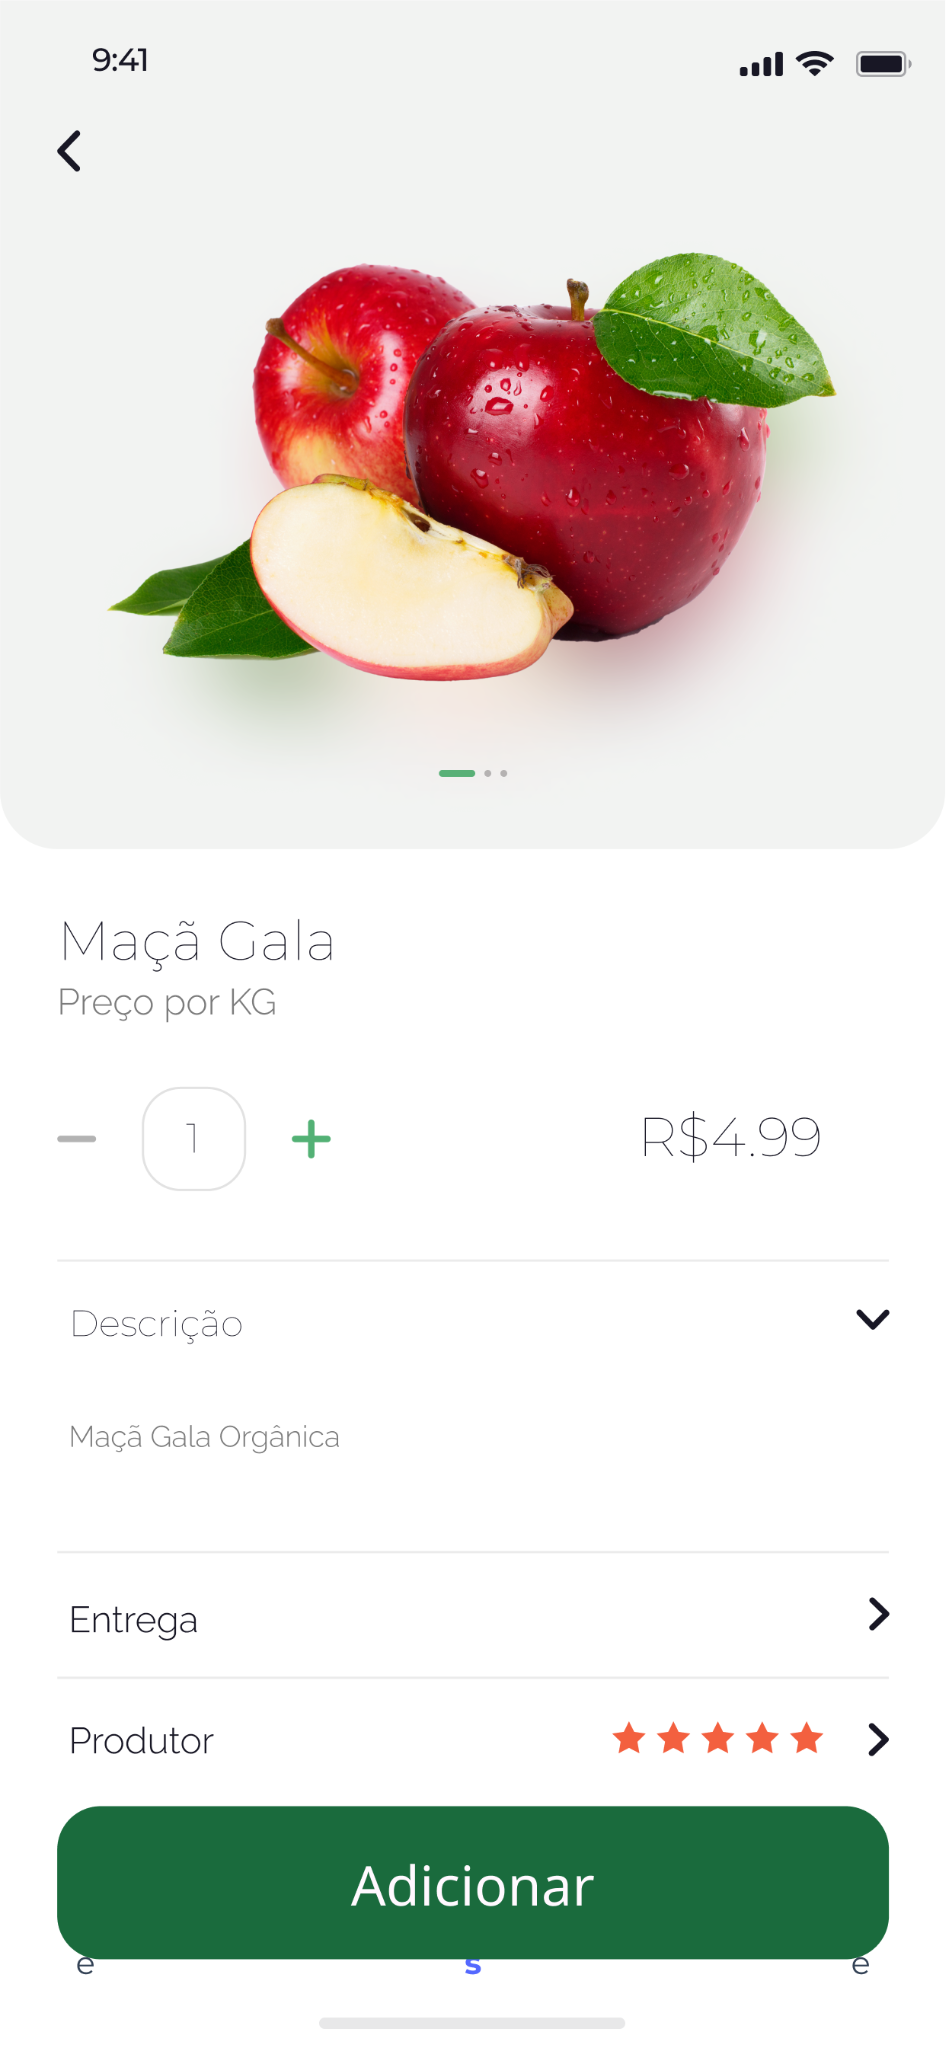 9:41
Maçã Gala
Preço por KG
1
R$4.99
Descrição
Maçã Gala Orgânica
Entrega
Produtor
Adicionar
e s e